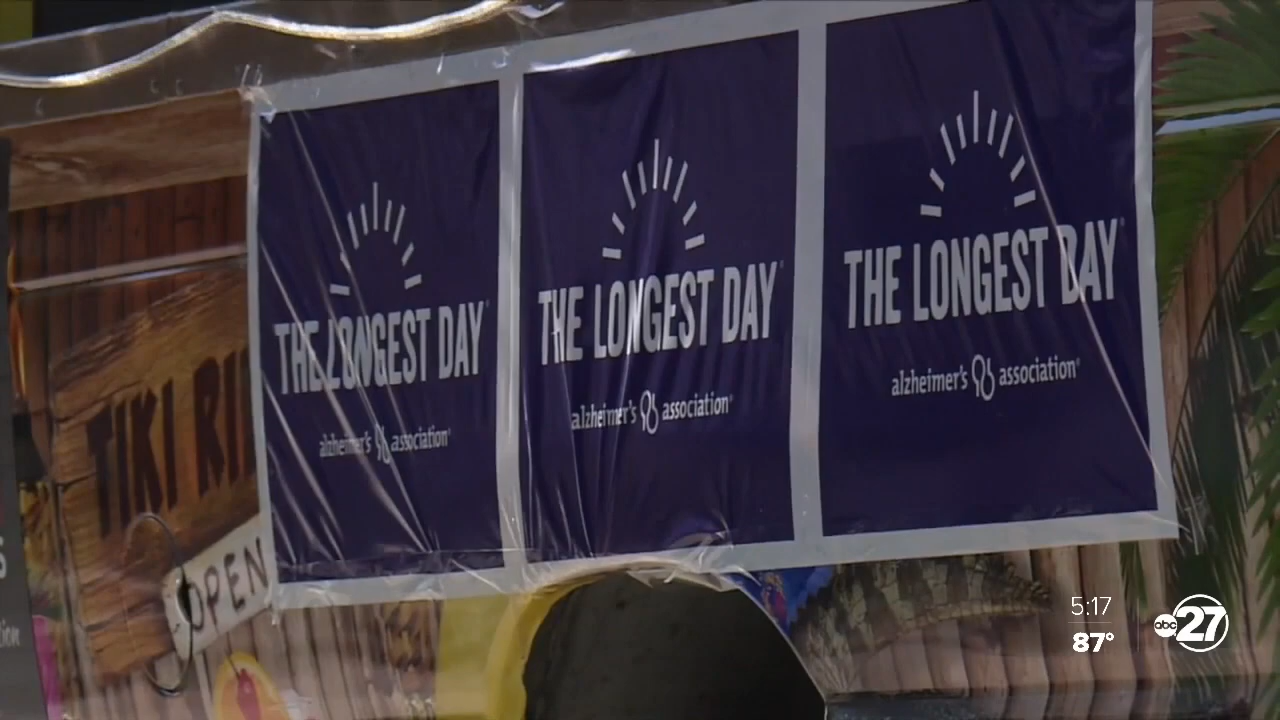 THE LONGEST DAY
alzheimer's association®
THE LONGEST DAY
alzheimer's association®
THE LONGEST DAY®
alzheimer's association®
TIKI
OPEN
5:17
87°
abc 27